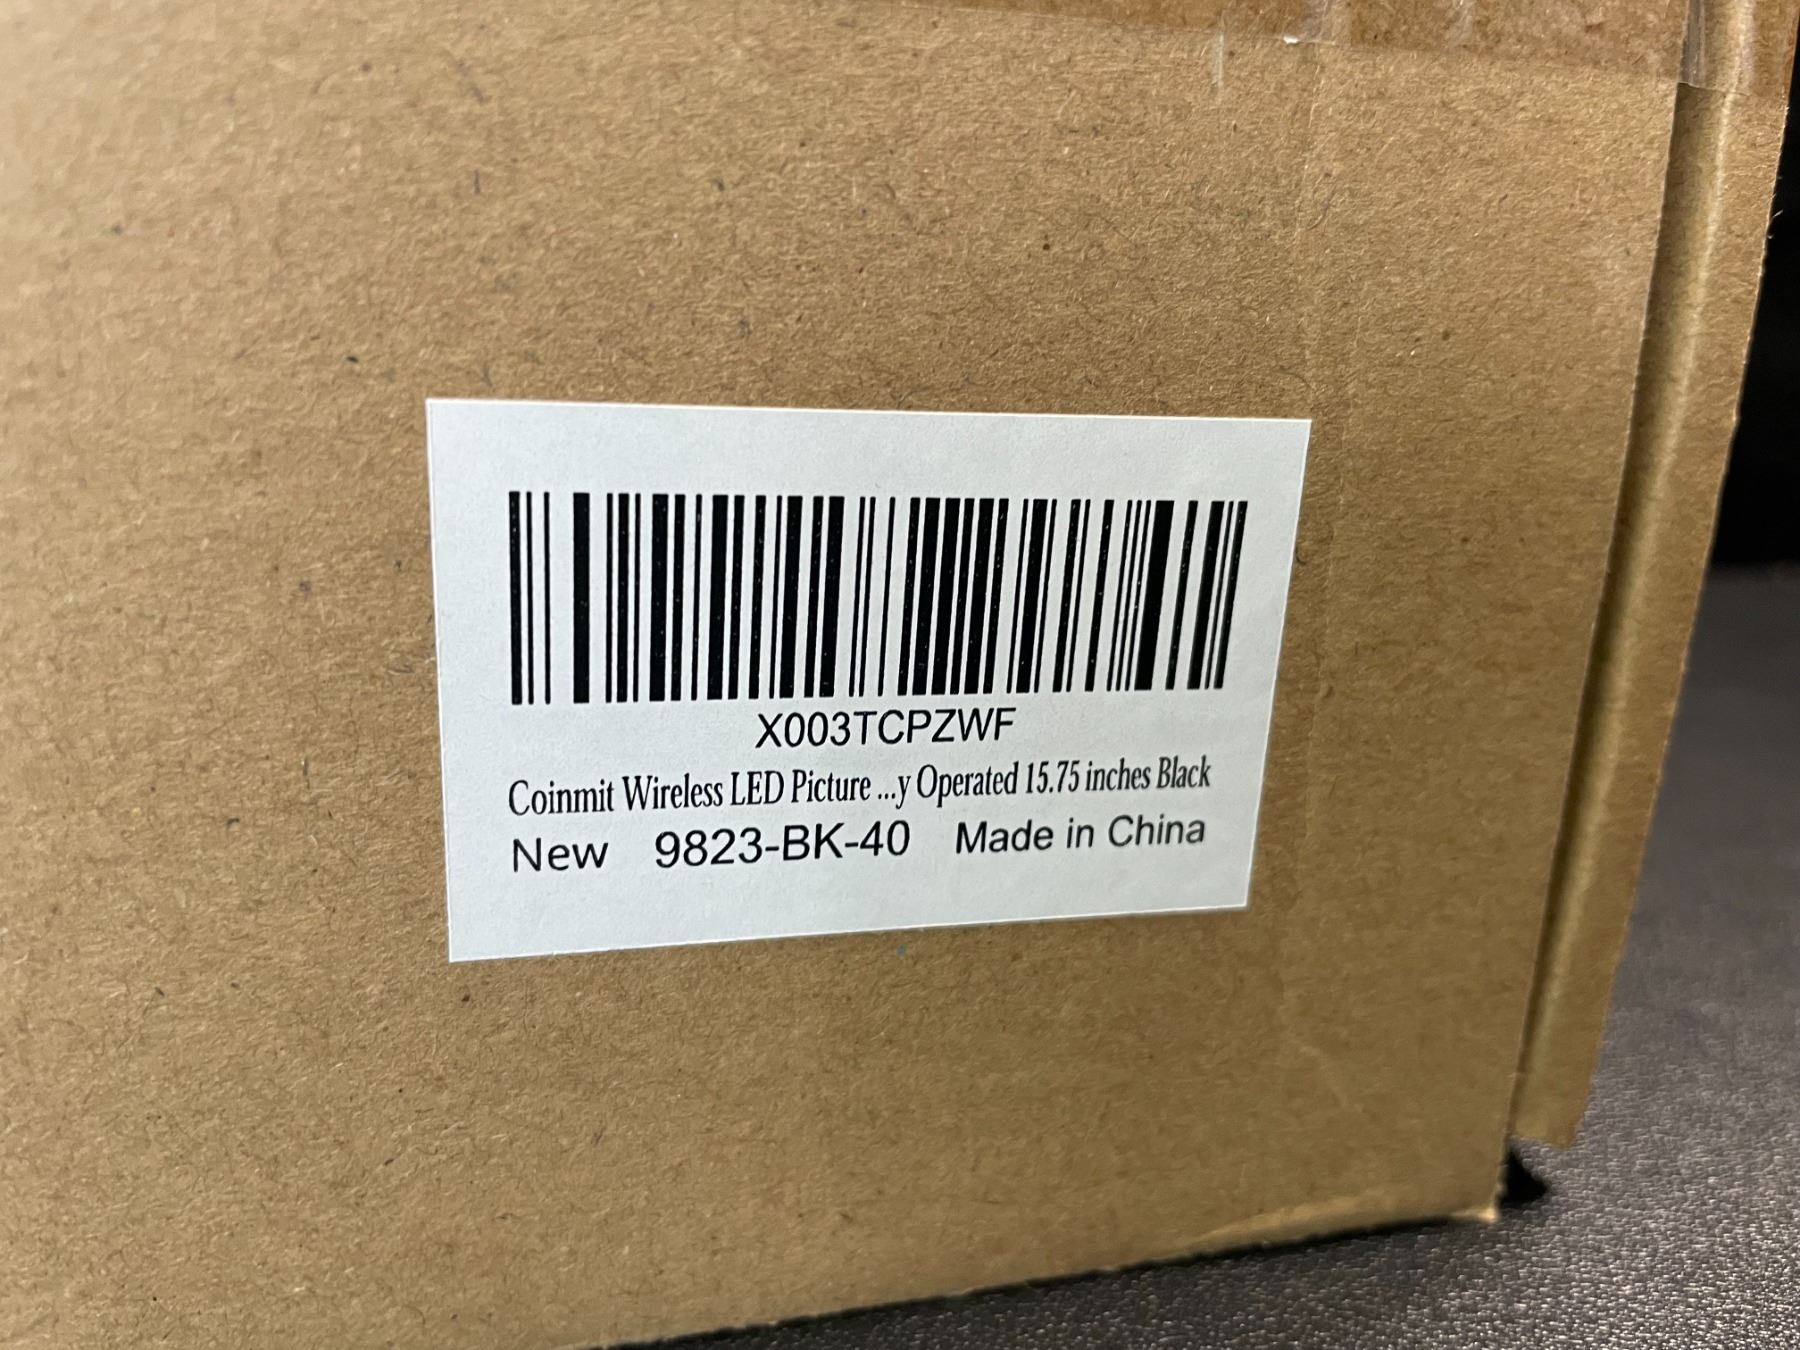 X003TCPZWF
Coinmit Wireless LED Picture ...y Operated 15.75 inches Black
New 9823-BK-40 Made in China